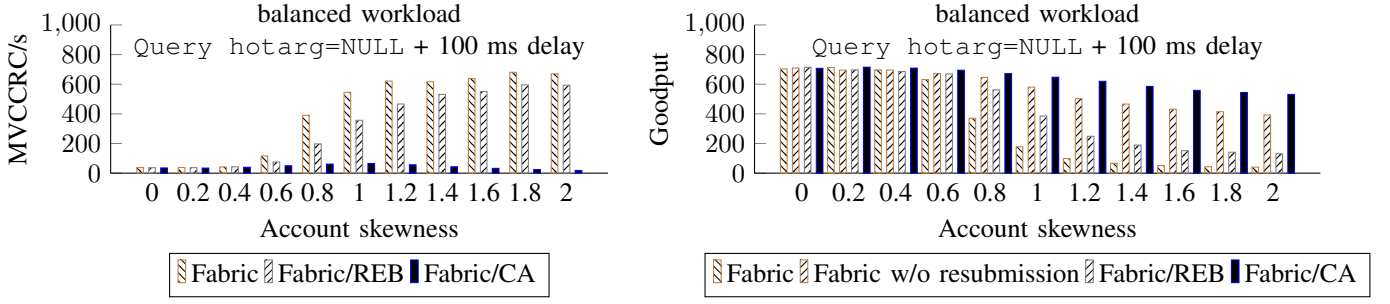 balanced workload
Query hotarg=NULL + 100 ms delay
MVCCRC/s
1,000
800
600
400
200
0
0 0.2 0.4 0.6 0.8 1 1.2 1.4 1.6 1.8 2
Account skewness
Fabric Fabric/REB Fabric/CA
balanced workload
Query hotarg=NULL + 100 ms delay
Goodput
1,000
800
600
400
200
0
0 0.2 0.4 0.6 0.8 1 1.2 1.4 1.6 1.8 2
Account skewness
Fabric Fabric w/o resubmission Fabric/REB Fabric/CA